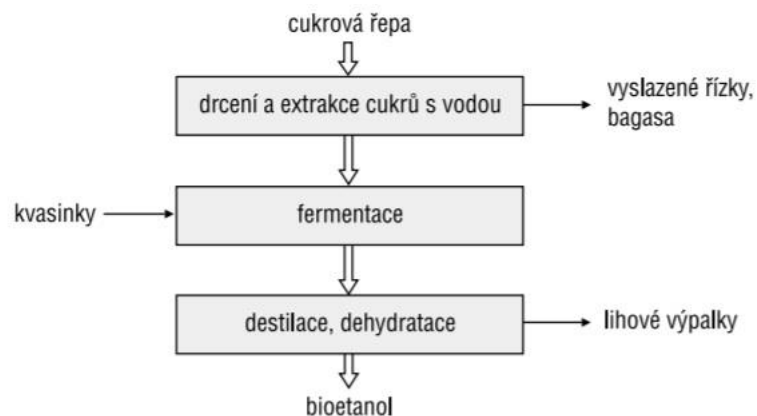 cukrová řepa
drcení a extrakce cukrů s vodou
vyslazené řízky,
bagasa
kvasinky
fermentace
destilace, dehydratace
lihové výpalky
bioetanol